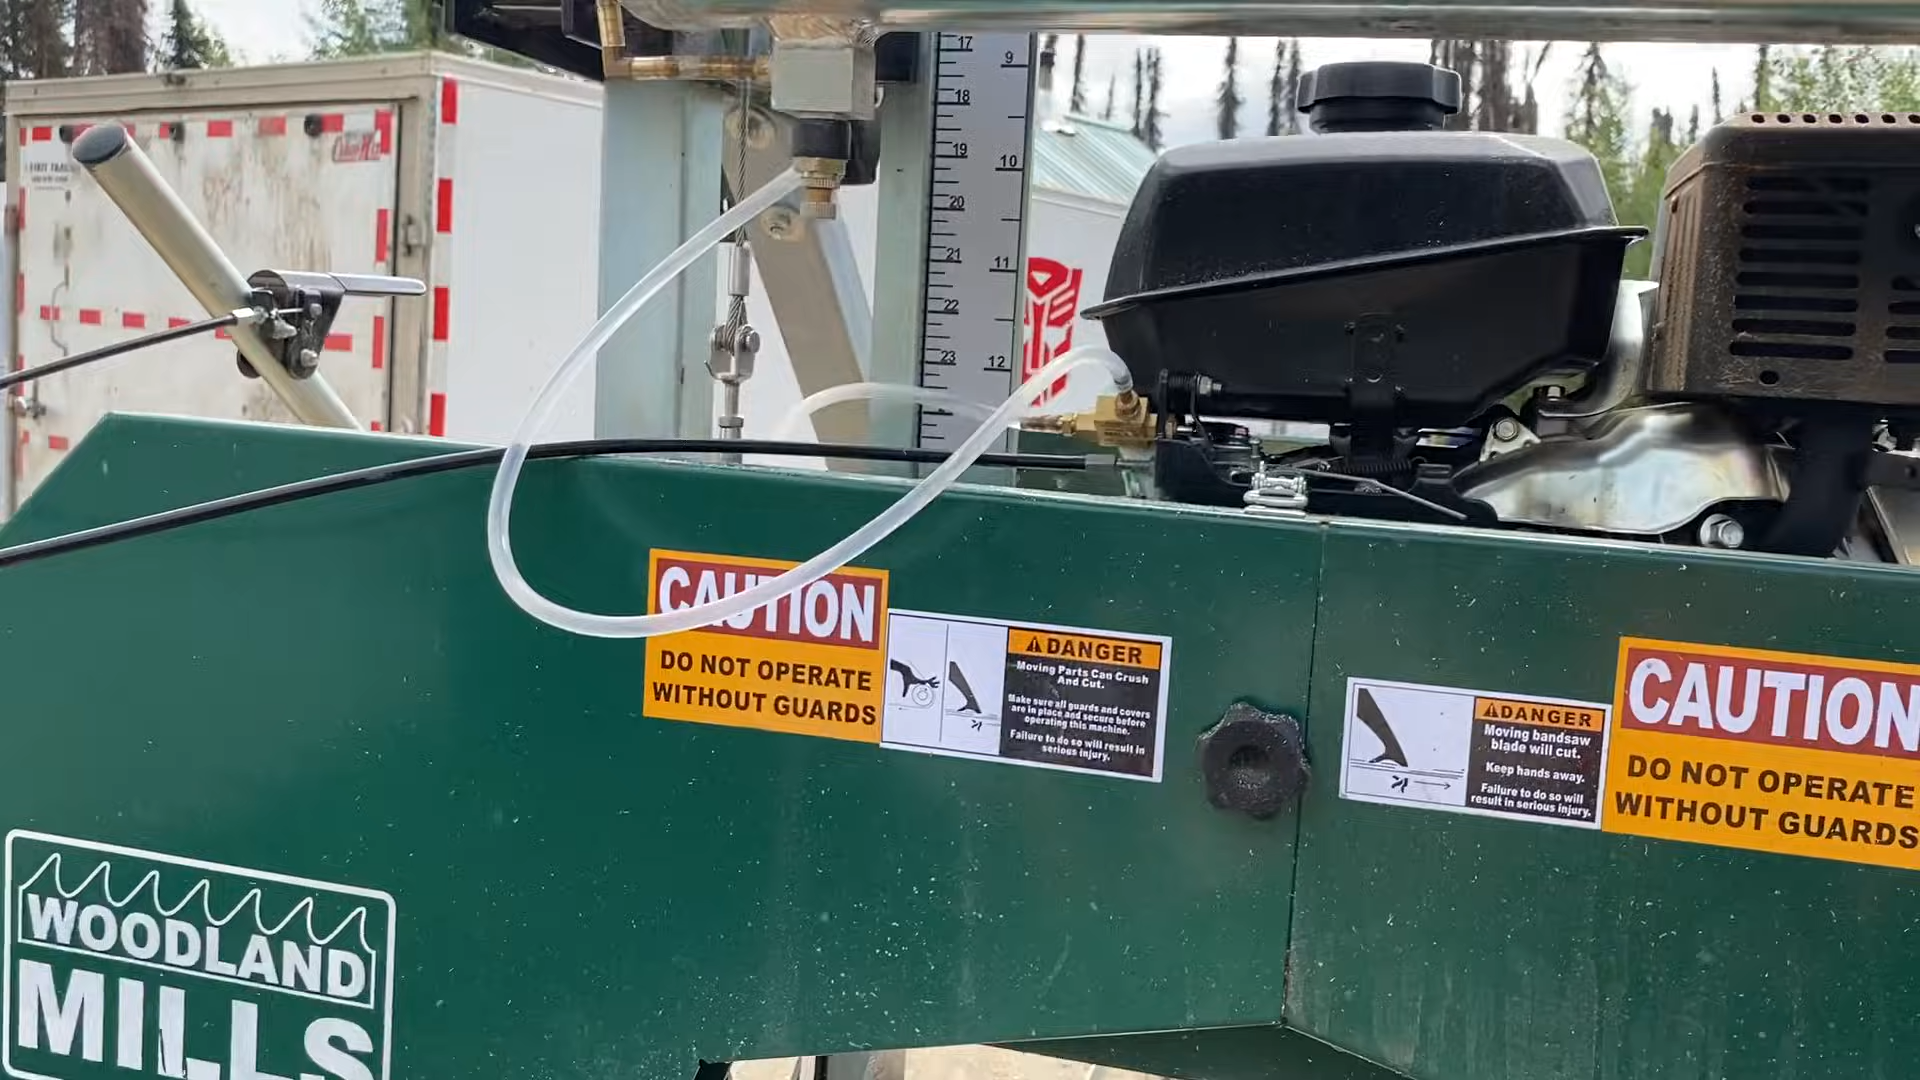 17
18
19
20
21
22
23
9
10
11
12
CAUTION
DO NOT OPERATE
WITHOUT GUARDS
DANGER
Moving Parts Can Crush
And Cut.
Make sure all guards and covers
are in place and secure before
operating this machine.
Failure to do so will result in
serious injury.
DANGER
Moving bandsaw
blade will cut.
Keep hands away.
Failure to do so will
result in serious injury.
CAUTION
DO NOT OPERATE
WITHOUT GUARDS
WOODLAND
MILLS